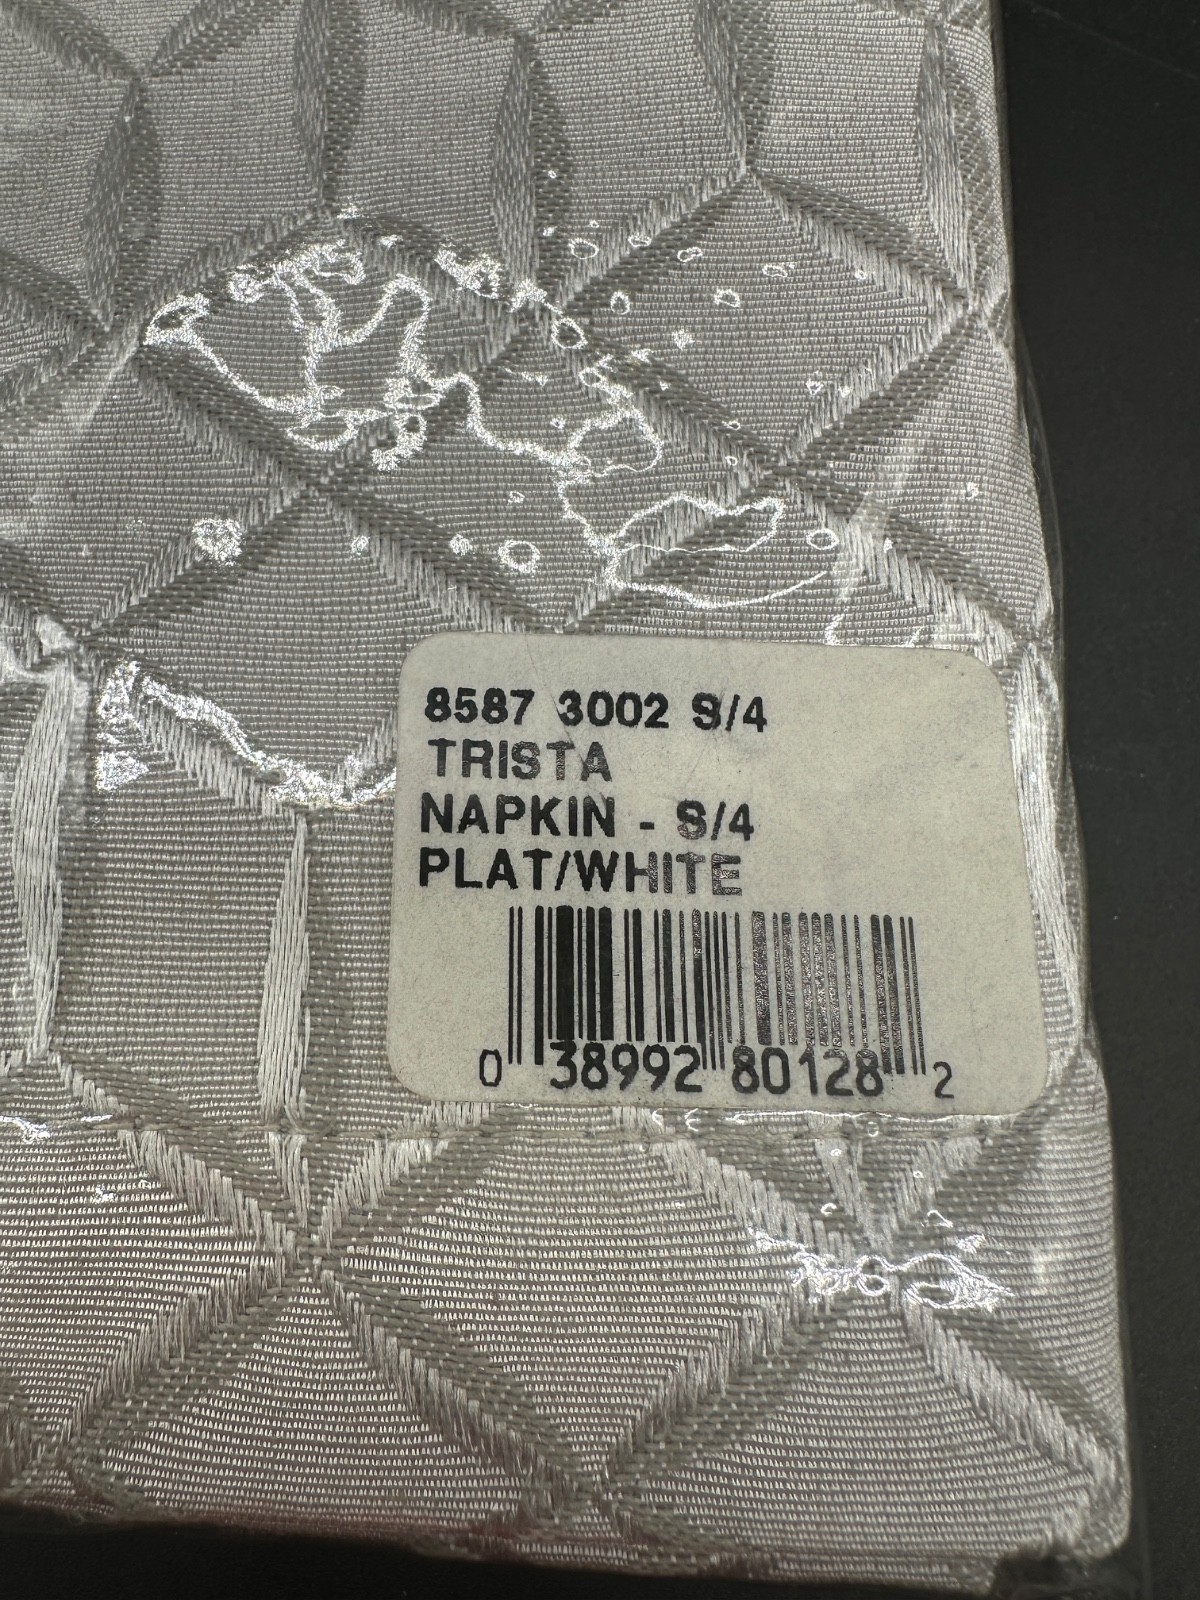 8587 3002 S/4
TRISTA
NAPKIN - S/4
PLAT/WHITE
0 38992 80128 2